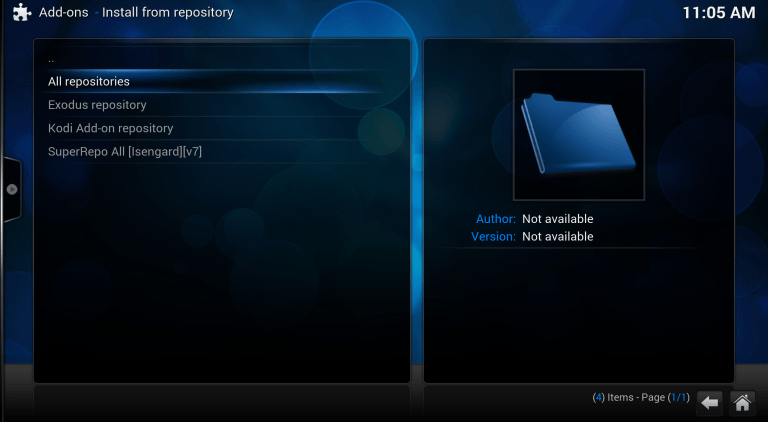 Add-ons - Install from repository
11:05 AM
..
All repositories
Exodus repository
Kodi Add-on repository
SuperRepo All [Isengard][v7]
Author: Not available
Version: Not available
(4) Items - Page (1/1)